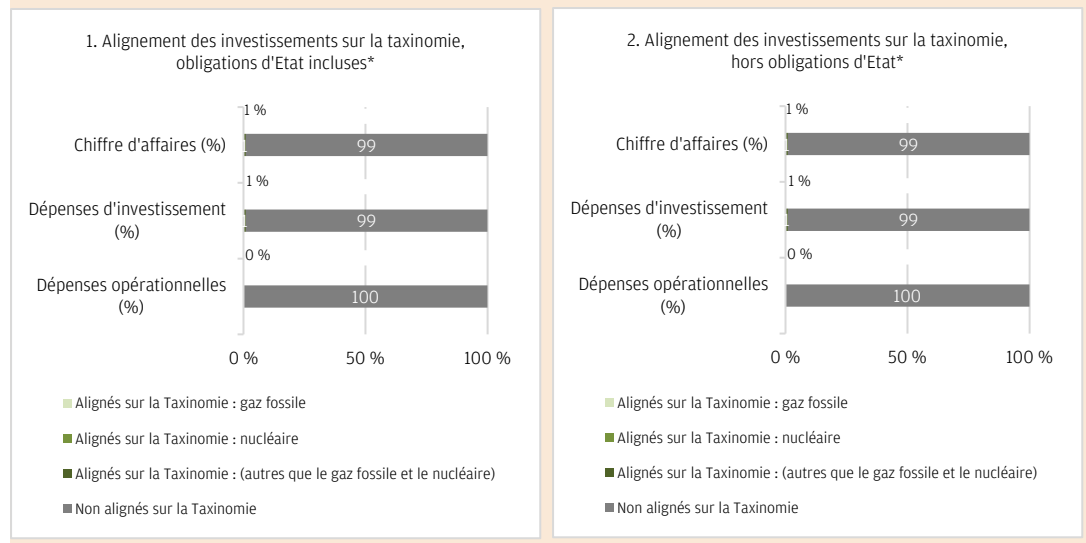 1. Alignement des investissements sur la taxinomie,
obligations d'Etat incluses*
1 %
Chiffre d'affaires (%)
1
99
1 %
Dépenses d'investissement
(%)
1
99
0 %
Dépenses opérationnelles
(%)
100
0 %
50 %
100 %
Alignés sur la Taxinomie : gaz fossile
Alignés sur la Taxinomie : nucléaire
Alignés sur la Taxinomie : (autres que le gaz fossile et le nucléaire)
Non alignés sur la Taxinomie
2. Alignement des investissements sur la taxinomie,
hors obligations d'Etat*
1 %
Chiffre d'affaires (%)
1
99
1 %
Dépenses d'investissement
(%)
1
99
0 %
Dépenses opérationnelles
(%)
100
0 %
50 %
100 %
Alignés sur la Taxinomie : gaz fossile
Alignés sur la Taxinomie : nucléaire
Alignés sur la Taxinomie : (autres que le gaz fossile et le nucléaire)
Non alignés sur la Taxinomie